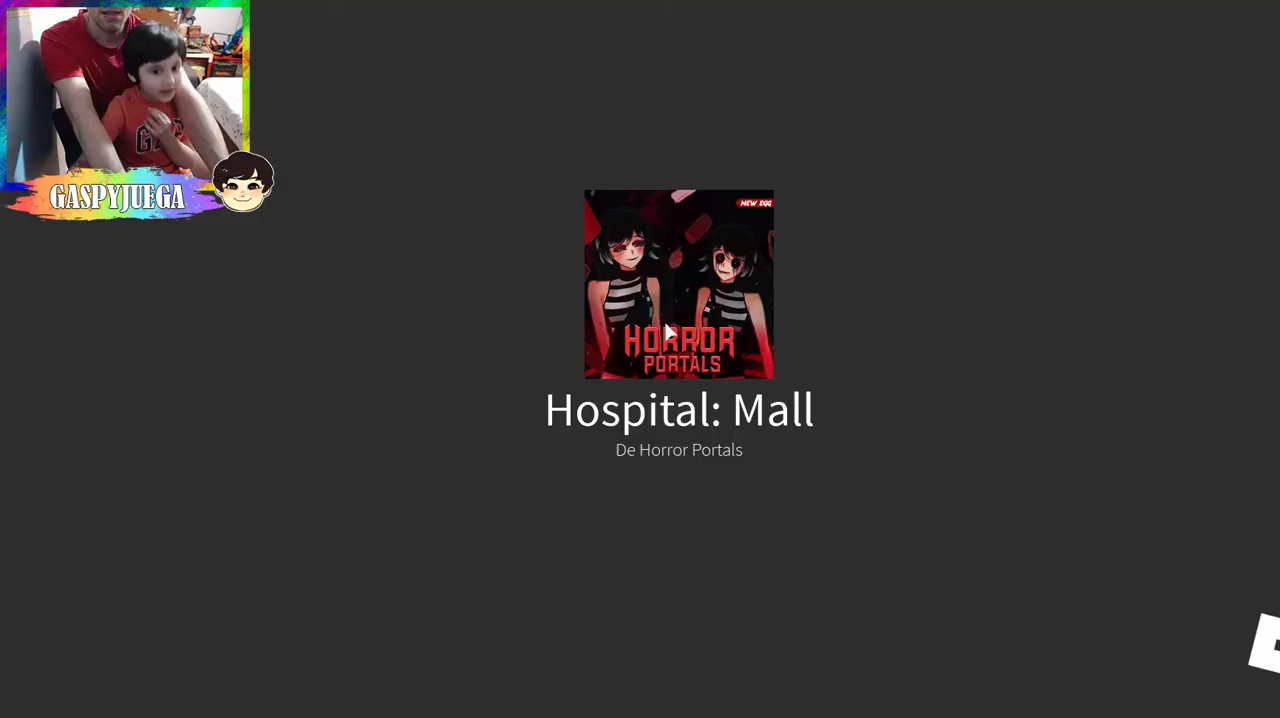 GASPYJUEGA
NEW EGG
HORROR
PORTALS
Hospital: Mall
De Horror Portals